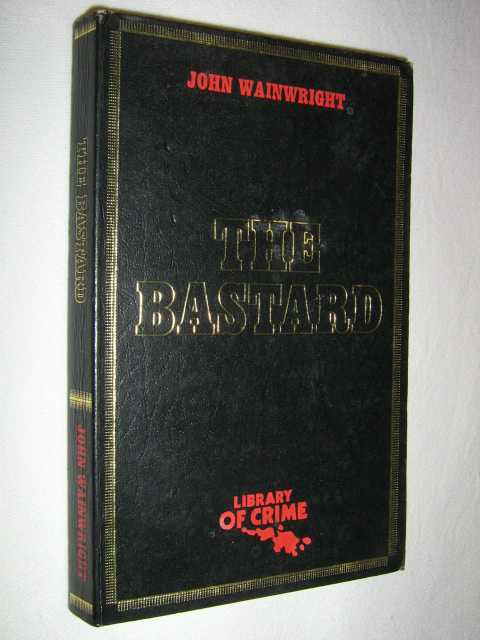 JOHN WAINWRIGHT
THE
BASTARD
LIBRARY
OF CRIME
THE BASTARD
JOHN WAINWRIGHT